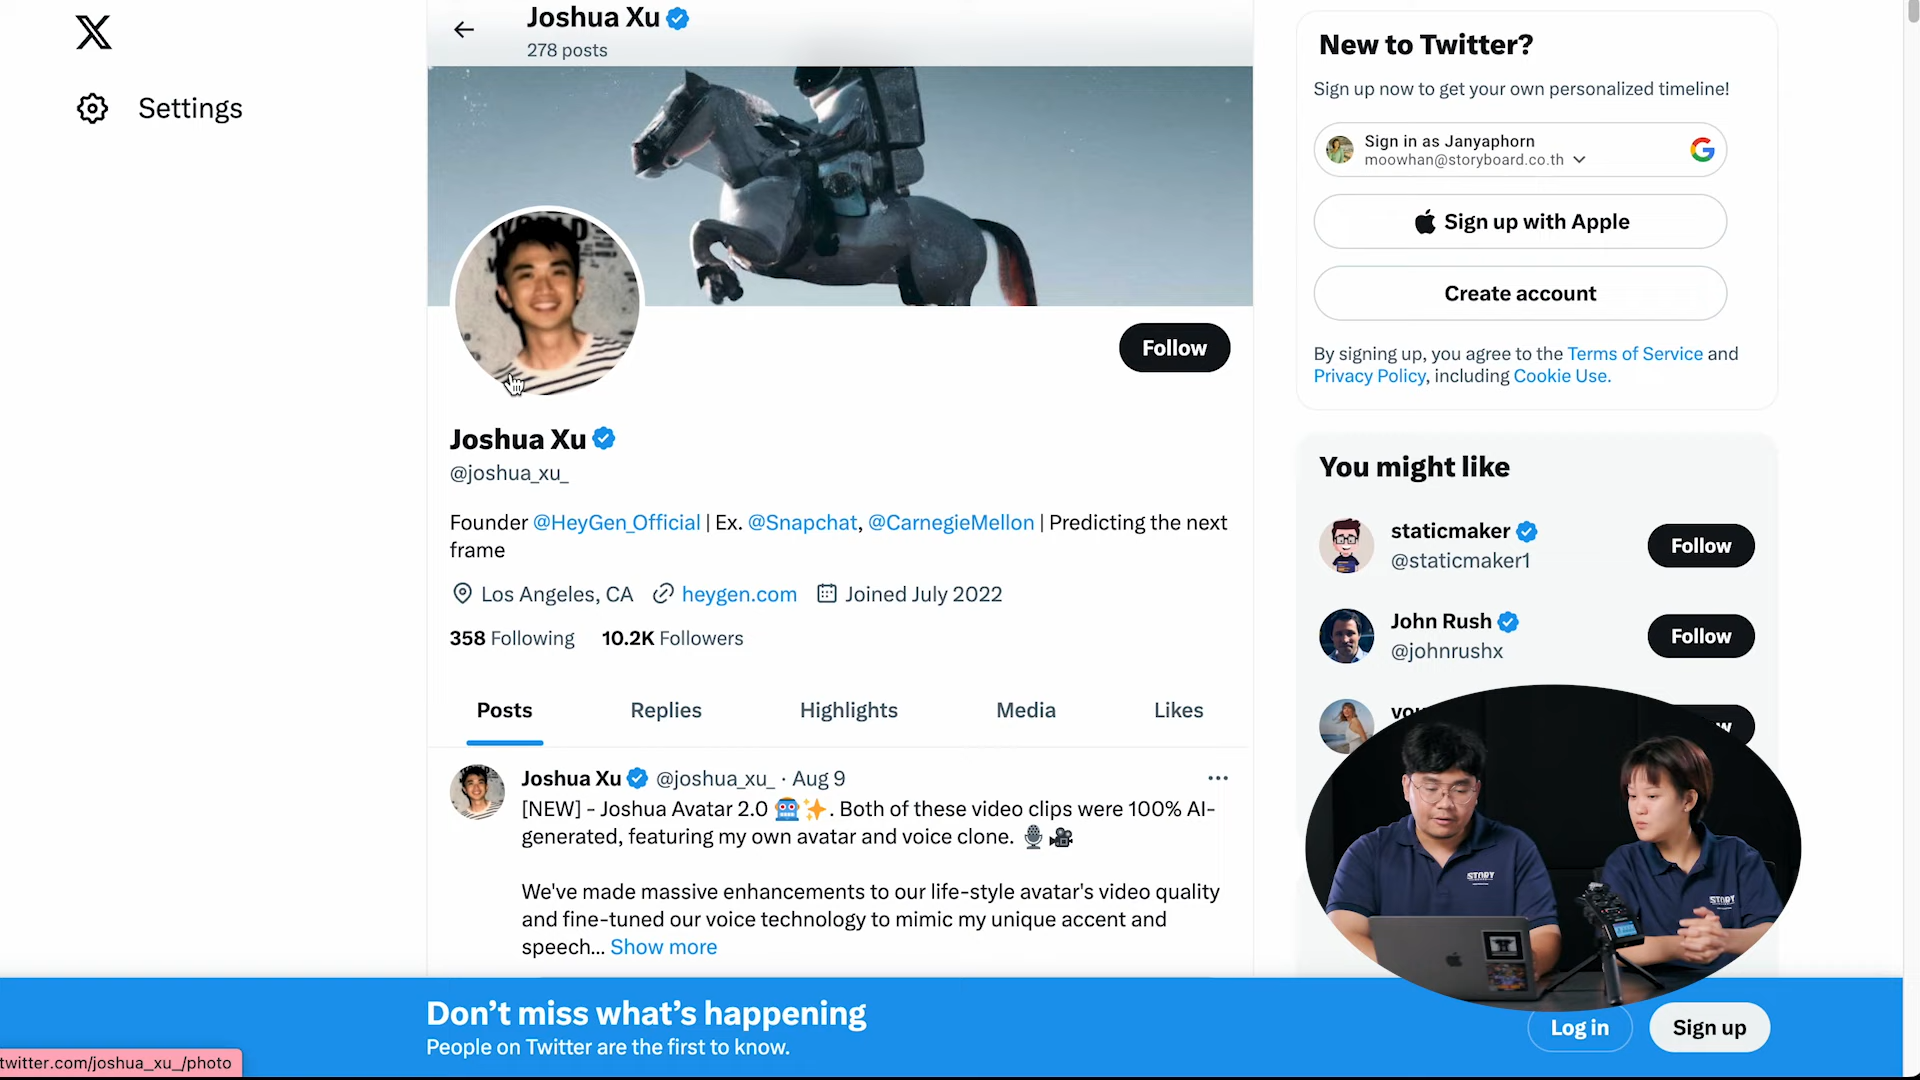 Settings
Joshua Xu
278 posts
WORLD
Follow
Joshua Xu
@joshua_xu_
Founder @HeyGen_Official | Ex. @Snapchat, @CarnegieMellon | Predicting the next
frame
Los Angeles, CA heygen.com Joined July 2022
358 Following 10.2K Followers
Posts Replies Highlights Media Likes
Joshua Xu @joshua_xu_ · Aug 9
[NEW] - Joshua Avatar 2.0 🤖✨. Both of these video clips were 100% AI-
generated, featuring my own avatar and voice clone. 🎙️🎥
We've made massive enhancements to our life-style avatar's video quality
and fine-tuned our voice technology to mimic my unique accent and
speech... Show more
New to Twitter?
Sign up now to get your own personalized timeline!
Sign in as Janyaphorn
moowhan@storyboard.co.th
Sign up with Apple
Create account
By signing up, you agree to the Terms of Service and
Privacy Policy, including Cookie Use.
You might like
staticmaker
@staticmaker1
Follow
John Rush
@johnrushx
Follow
STORY
STORY
Don’t miss what’s happening
People on Twitter are the first to know.
Log in
Sign up
twitter.com/joshua_xu_/photo